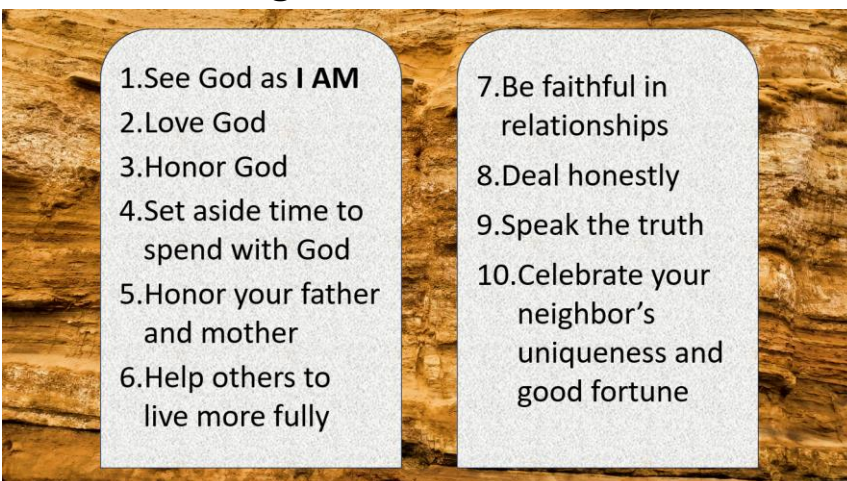 1.See God as I AM
2.Love God
3.Honor God
4.Set aside time to
spend with God
5.Honor your father
and mother
6.Help others to
live more fully
7.Be faithful in
relationships
8.Deal honestly
9.Speak the truth
10.Celebrate your
neighbor’s
uniqueness and
good fortune